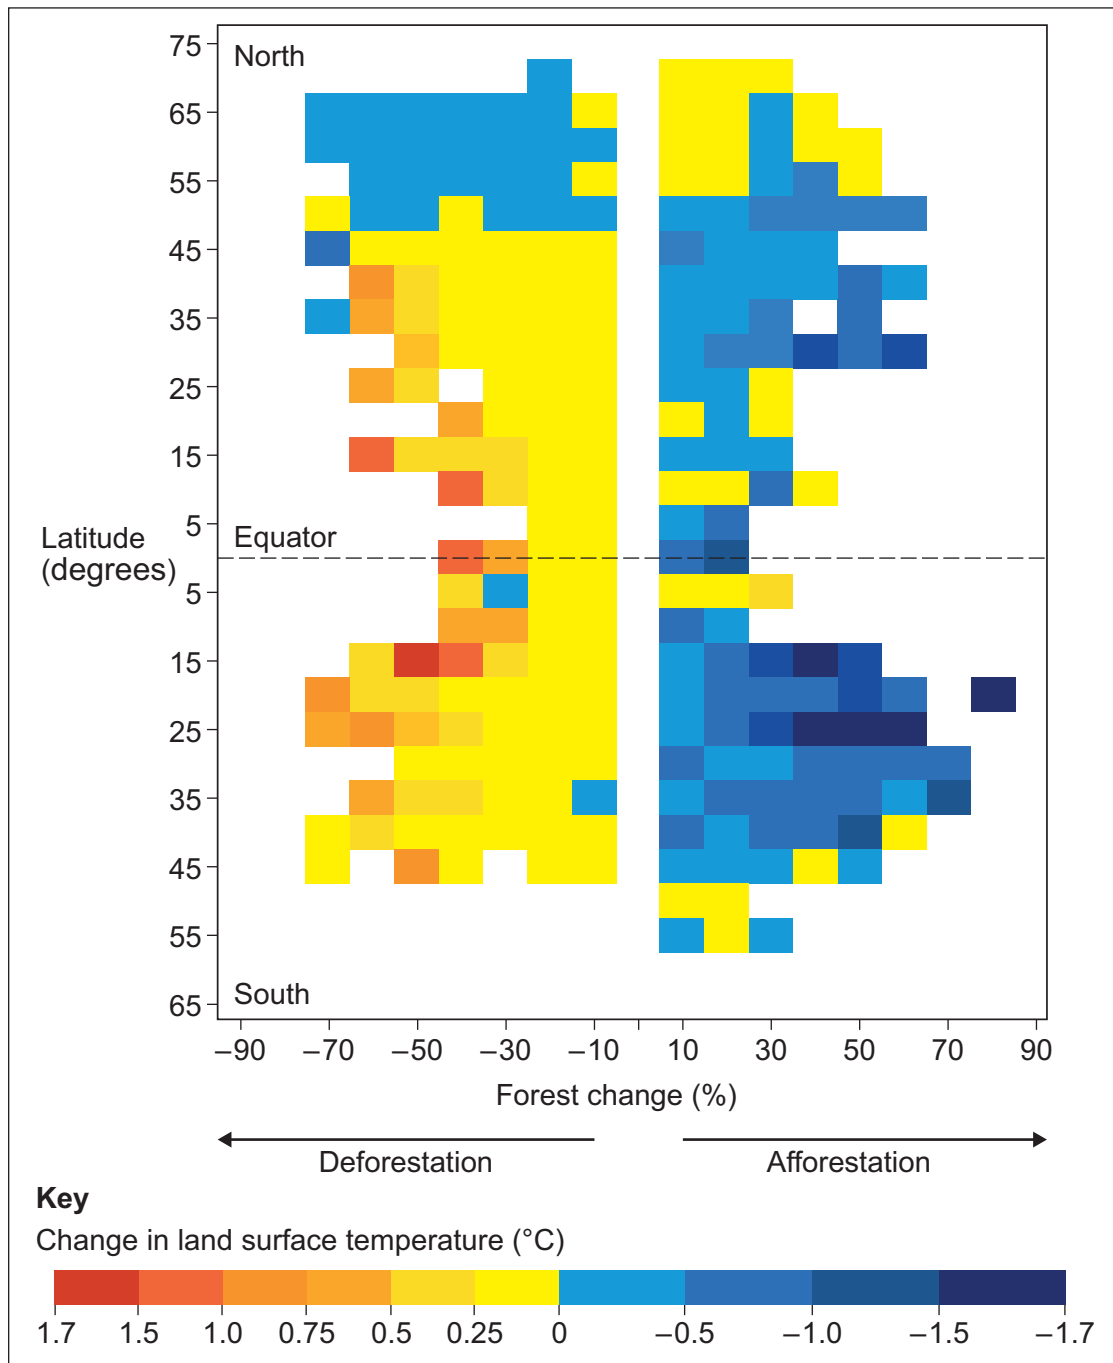 75
North
65
55
45
35
25
15
5
Equator
Latitude
(degrees)
5
15
25
35
45
55
South
65
−90 −70 −50 −30 −10 10 30 50 70 90
Forest change (%)
Deforestation Afforestation
Key
Change in land surface temperature (°C)
1.7 1.5 1.0 0.75 0.5 0.25 0 −0.5 −1.0 −1.5 −1.7